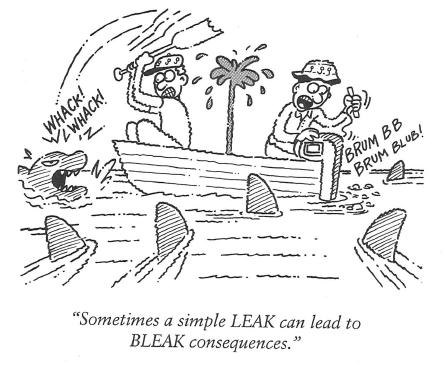 WHACK!
WHACK!
BRUM BB
BRUM BLUB!
“Sometimes a simple LEAK can lead to
BLEAK consequences.”